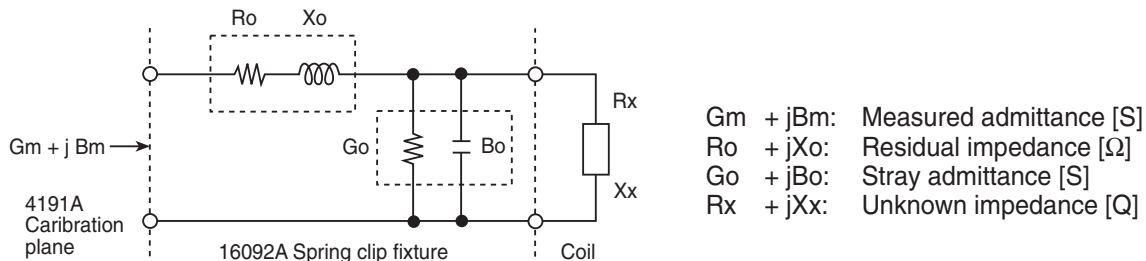 Ro Xo
Go Bo
Rx
Xx
Gm + j Bm
4191A
Caribration
plane
16092A Spring clip fixture
Coil
Gm + jBm: Measured admittance [S]
Ro + jXo: Residual impedance [Ω]
Go + jBo: Stray admittance [S]
Rx + jXx: Unknown impedance [Q]